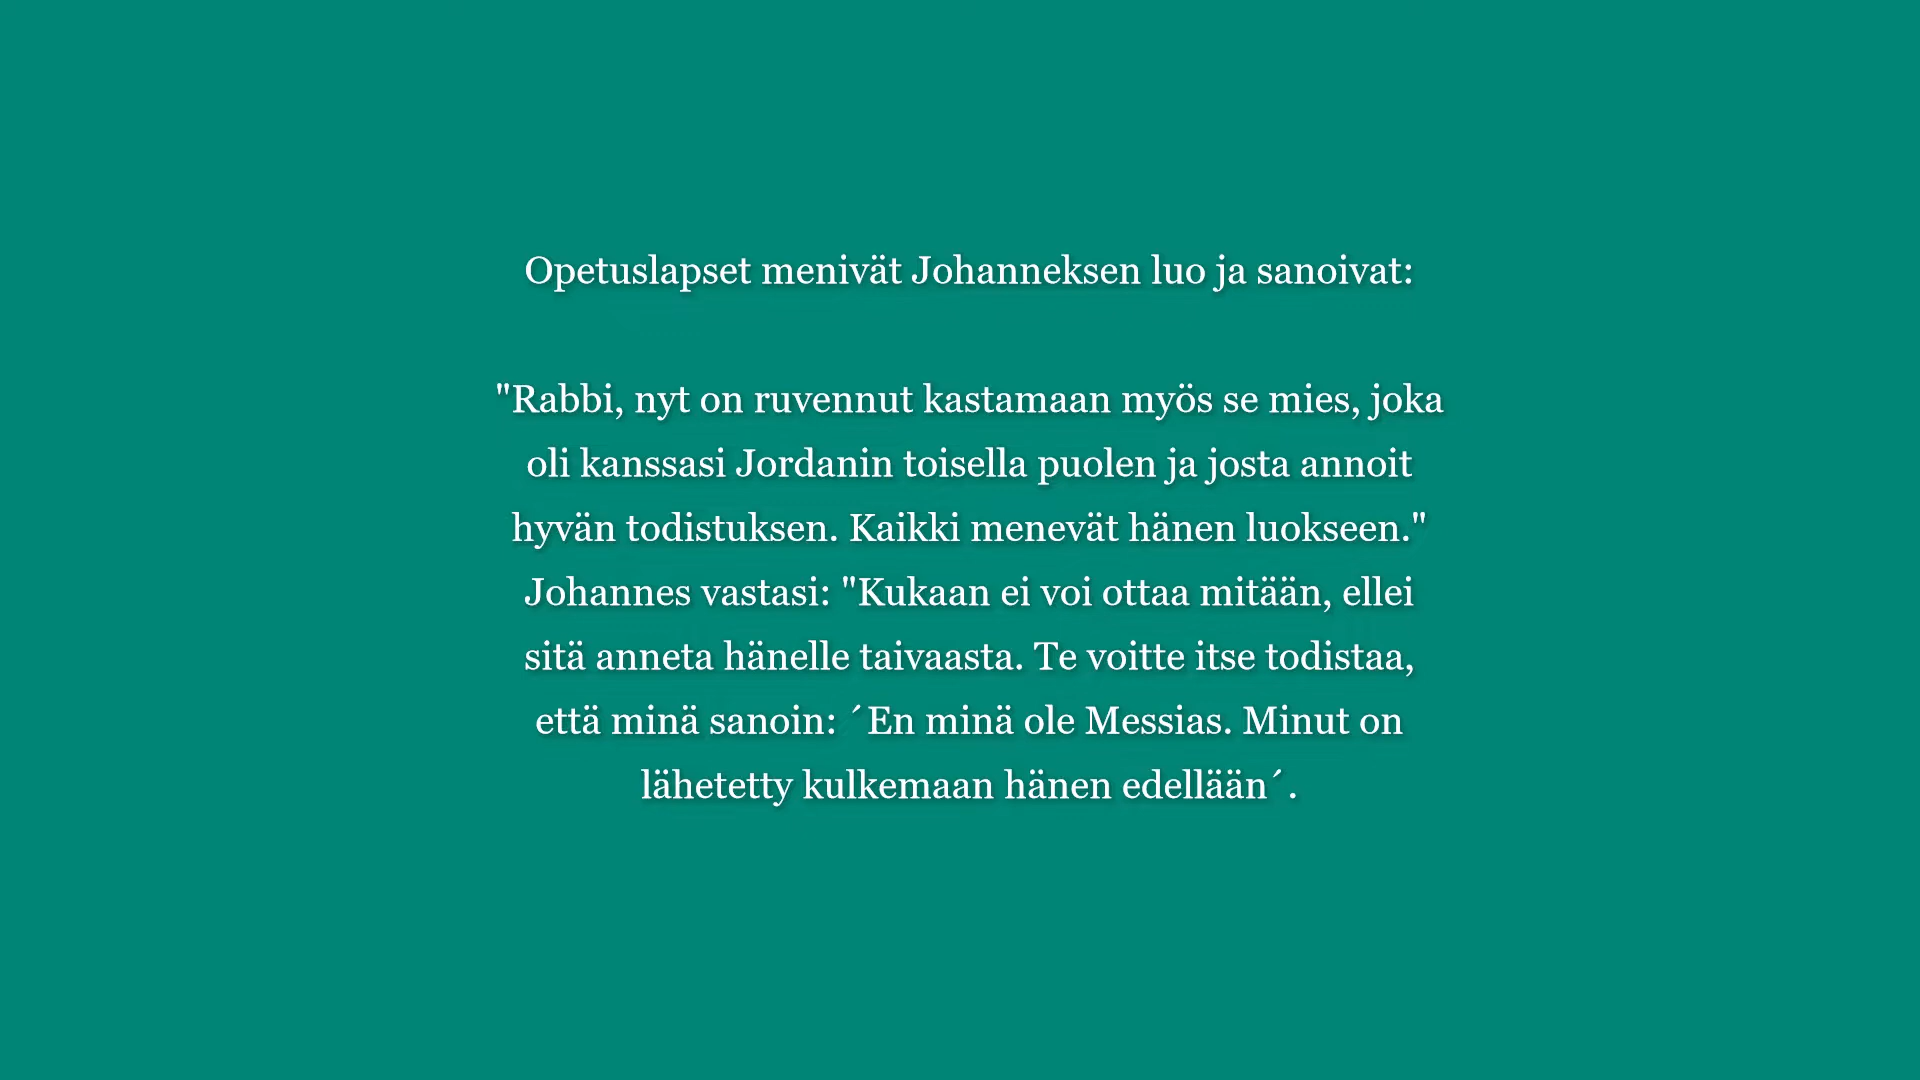 Opetuslapset menivät Johanneksen luo ja sanoivat:
"Rabbi, nyt on ruvennut kastamaan myös se mies, joka
oli kanssasi Jordanin toisella puolen ja josta annoit
hyvän todistuksen. Kaikki menevät hänen luokseen."
Johannes vastasi: "Kukaan ei voi ottaa mitään, ellei
sitä anneta hänelle taivaasta. Te voitte itse todistaa,
että minä sanoin: ´En minä ole Messias. Minut on
lähetetty kulkemaan hänen edellään´.